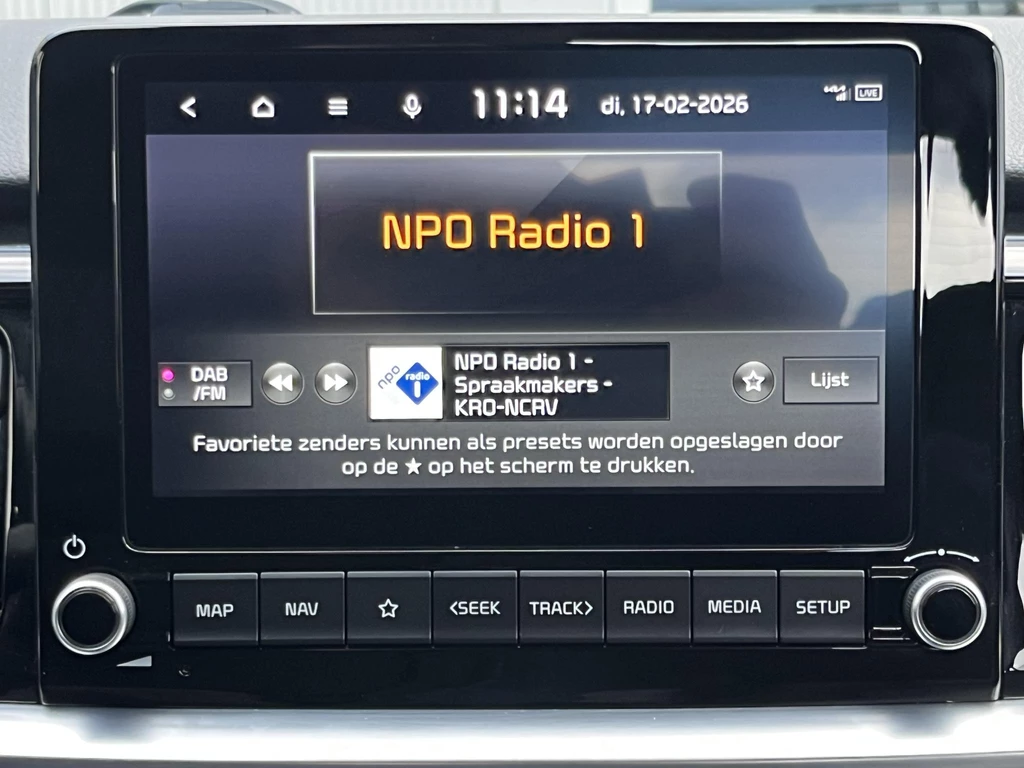 11:14 di, 17-02-2026 LIVE
NPO Radio 1
DAB
/FM
npo radio 1
NPO Radio 1 -
Spraakmakers -
KRO-NCRV
Lijst
Favoriete zenders kunnen als presets worden opgeslagen door
op de ★ op het scherm te drukken.
MAP NAV <SEEK TRACK> RADIO MEDIA SETUP